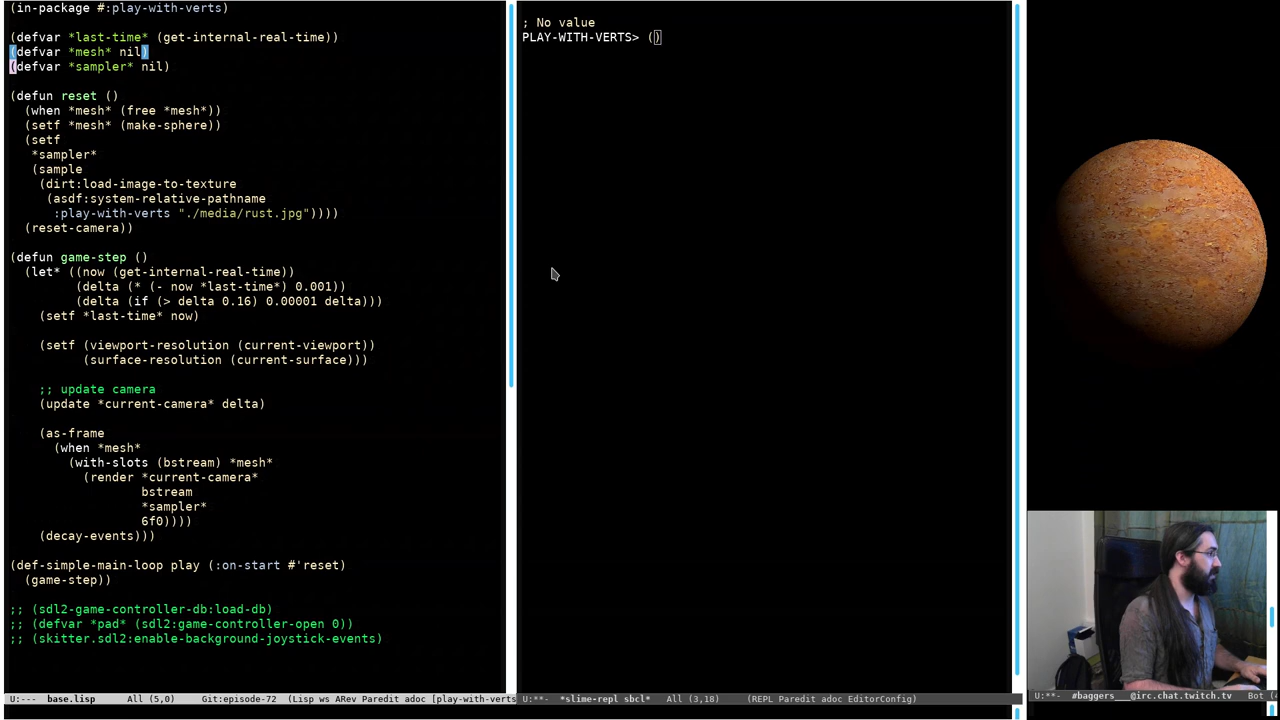 (in-package #:play-with-verts)
(defvar *last-time* (get-internal-real-time))
(defvar *mesh* nil)
(defvar *sampler* nil)
(defun reset ()
(when *mesh* (free *mesh*))
(setf *mesh* (make-sphere))
(setf
*sampler*
(sample
(dirt:load-image-to-texture
(asdf:system-relative-pathname
:play-with-verts "./media/rust.jpg"))))
(reset-camera))
(defun game-step ()
(let* ((now (get-internal-real-time))
(delta (* (- now *last-time*) 0.001))
(delta (if (> delta 0.16) 0.00001 delta)))
(setf *last-time* now)
(setf (viewport-resolution (current-viewport))
(surface-resolution (current-surface)))
;; update camera
(update *current-camera* delta)
(as-frame
(when *mesh*
(with-slots (bstream) *mesh*
(render *current-camera*
bstream
*sampler*
6f0))))
(decay-events)))
(def-simple-main-loop play (:on-start #'reset)
(game-step))
;; (sdl2-game-controller-db:load-db)
;; (defvar *pad* (sdl2:game-controller-open 0))
;; (skitter.sdl2:enable-background-joystick-events)
U:--- base.lisp All (5,0) Git:episode-72 (Lisp ws ARev Paredit adoc [play-with-verts
; No value
PLAY-WITH-VERTS> ()
U:**- *slime-repl sbcl* All (3,18) (REPL Paredit adoc EditorConfig)
U:**- #baggers___@irc.chat.twitch.tv Bot (4